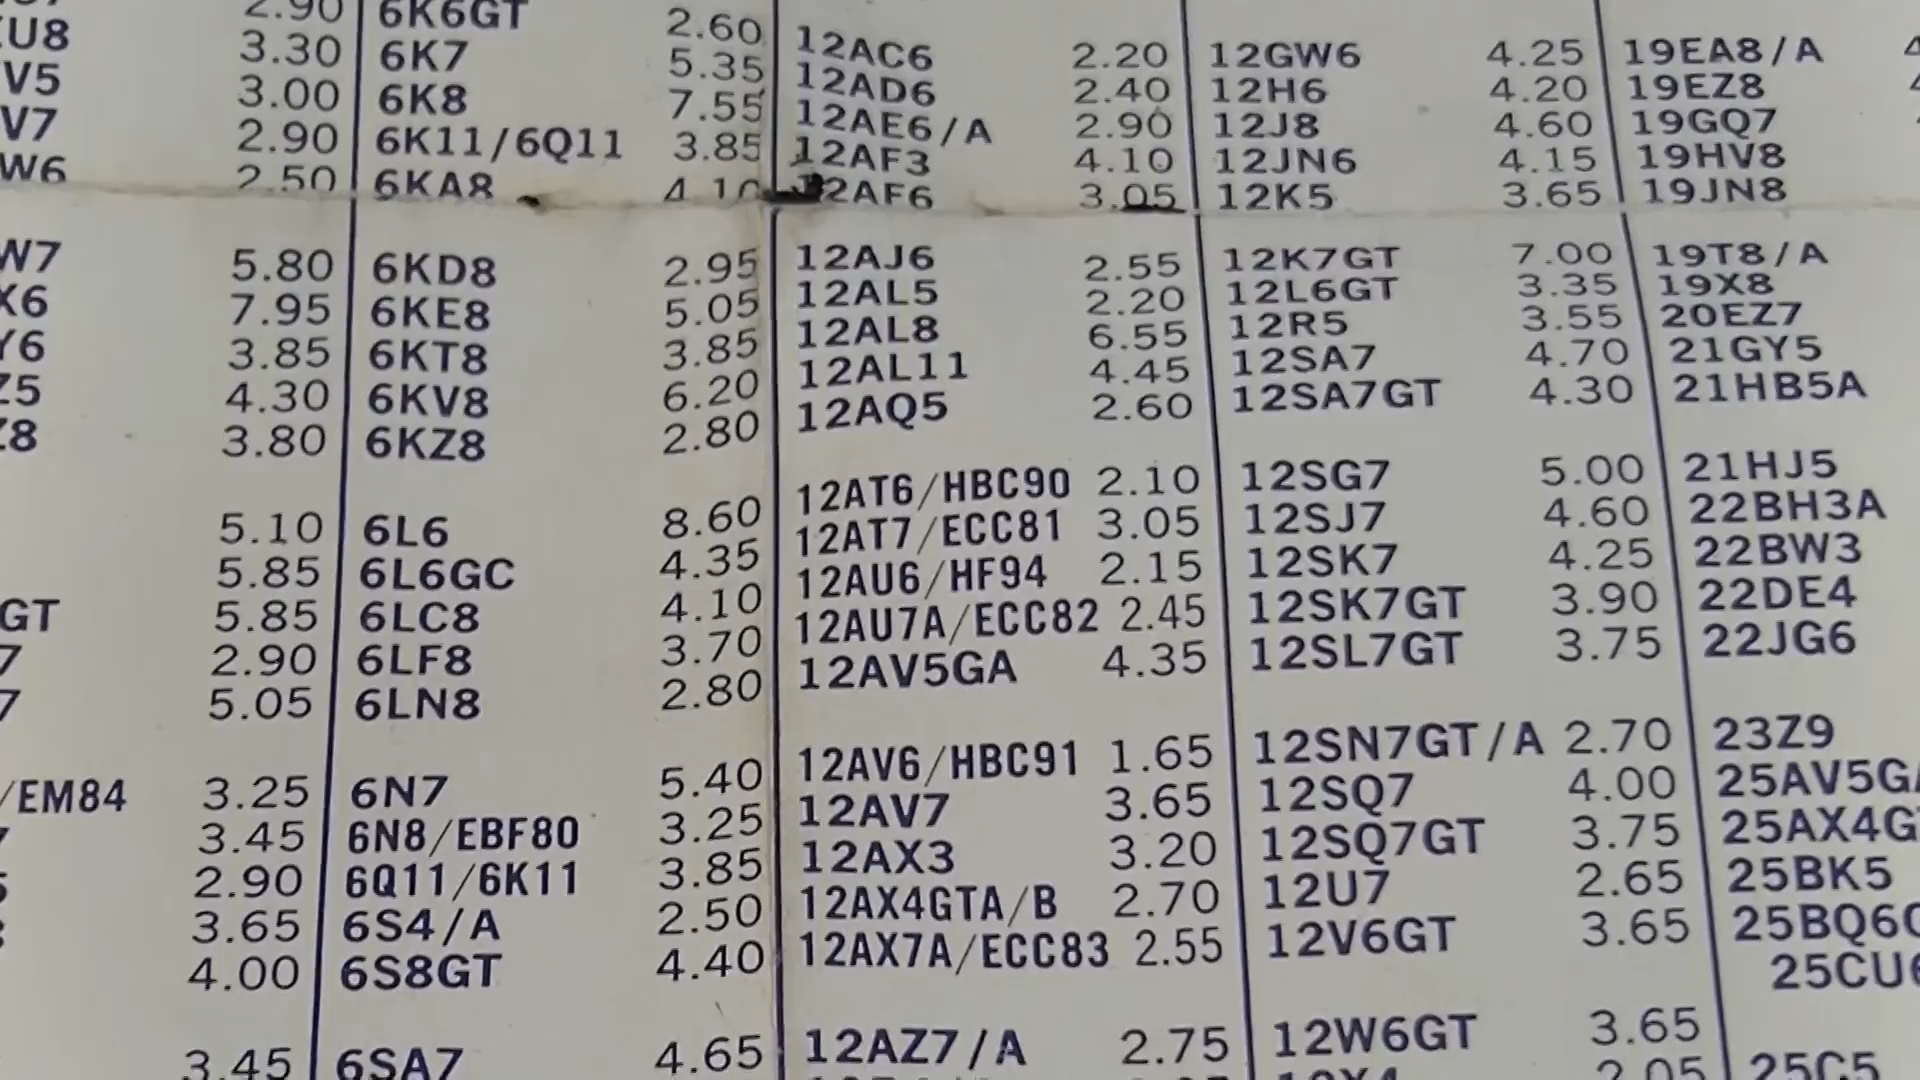 2.90
U8 3.30
V5 3.00
V7 2.90
W6 2.50
W7 5.80
X6 7.95
Y6 3.85
Z5 4.30
Z8 3.80
5.10
5.85
GT 5.85
7 2.90
7 5.05
/EM84 3.25
3.45
2.90
3.65
4.00
3.45
6K6GT 2.60
6K7 5.35
6K8 7.55
6K11/6Q11 3.85
6KA8 4.10
6KD8 2.95
6KE8 5.05
6KT8 3.85
6KV8 6.20
6KZ8 2.80
6L6 8.60
6L6GC 4.35
6LC8 4.10
6LF8 3.70
6LN8 2.80
6N7 5.40
6N8/EBF80 3.25
6Q11/6K11 3.85
6S4/A 2.50
6S8GT 4.40
6SA7 4.65
12AC6 2.20
12AD6 2.40
12AE6/A 2.90
12AF3 4.10
12AF6 3.05
12AJ6 2.55
12AL5 2.20
12AL8 6.55
12AL11 4.45
12AQ5 2.60
12AT6/HBC90 2.10
12AT7/ECC81 3.05
12AU6/HF94 2.15
12AU7A/ECC82 2.45
12AV5GA 4.35
12AV6/HBC91 1.65
12AV7 3.65
12AX3 3.20
12AX4GTA/B 2.70
12AX7A/ECC83 2.55
12AZ7/A 2.75
12GW6 4.25
12H6 4.20
12J8 4.60
12JN6 4.15
12K5 3.65
12K7GT 7.00
12L6GT 3.35
12R5 3.55
12SA7 4.70
12SA7GT 4.30
12SG7 5.00
12SJ7 4.60
12SK7 4.25
12SK7GT 3.90
12SL7GT 3.75
12SN7GT/A 2.70
12SQ7 4.00
12SQ7GT 3.75
12U7 2.65
12V6GT 3.65
12W6GT 3.65
19EA8/A
19EZ8
19GQ7
19HV8
19JN8
19T8/A
19X8
20EZ7
21GY5
21HB5A
21HJ5
22BH3A
22BW3
22DE4
22JG6
23Z9
25AV5GA
25AX4G
25BK5
25BQ6
25CU6
25C5